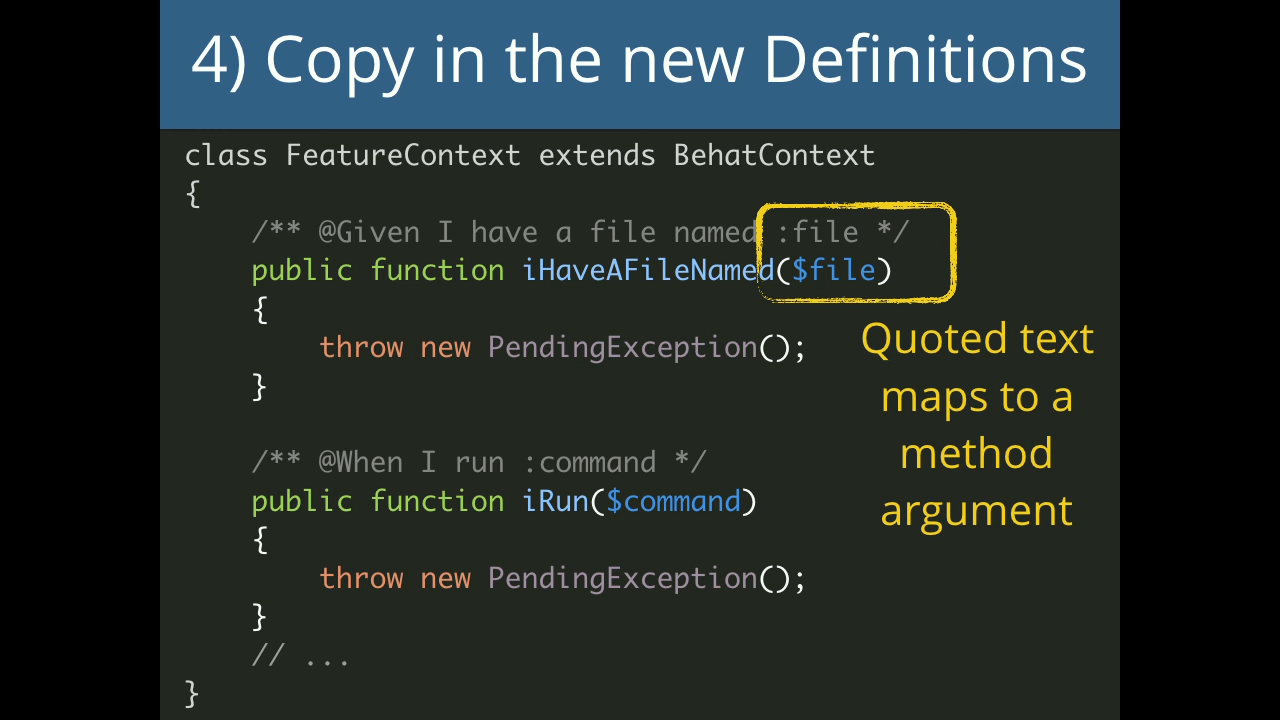 4) Copy in the new Definitions
class FeatureContext extends BehatContext
{
/** @Given I have a file named :file */
public function iHaveAFileNamed($file)
{
throw new PendingException();
}
/** @When I run :command */
public function iRun($command)
{
throw new PendingException();
}
// ...
}
Quoted text
maps to a
method
argument